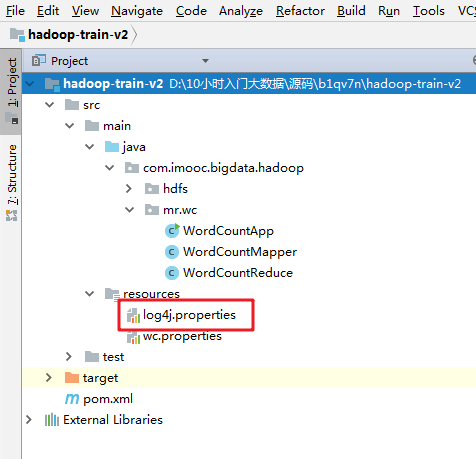 File Edit View Navigate Code Analyze Refactor Build Run Tools VC
hadoop-train-v2
Project
hadoop-train-v2 D:\10小时入门大数据\源码\b1qv7n\hadoop-train-v2
src
main
java
com.imooc.bigdata.hadoop
hdfs
mr.wc
WordCountApp
WordCountMapper
WordCountReduce
resources
log4j.properties
wc.properties
test
target
pom.xml
External Libraries
1: Project
7: Structure